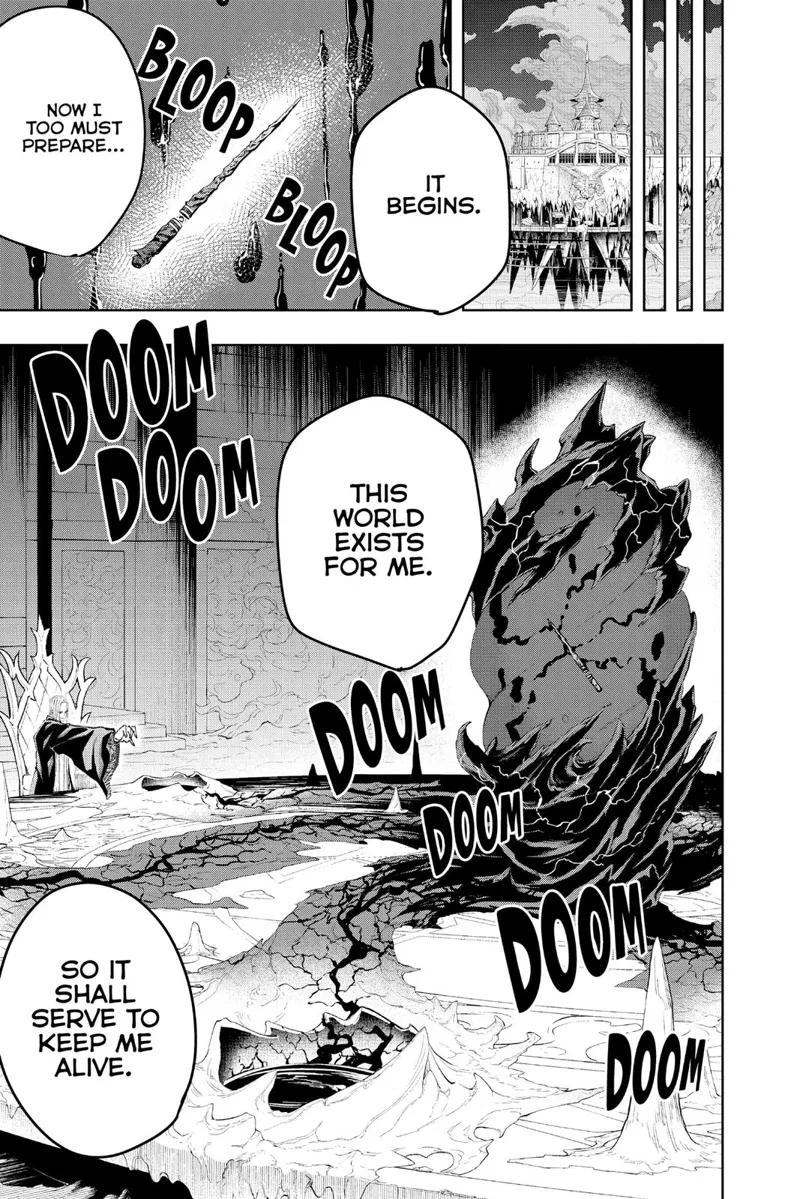 IT
BEGINS.
BLOOP
BLOOP
NOW I
TOO MUST
PREPARE...
DOOM
DOOM
THIS
WORLD
EXISTS
FOR ME.
DOOM
DOOM
DOOM
DOOM
SO IT
SHALL
SERVE TO
KEEP ME
ALIVE.